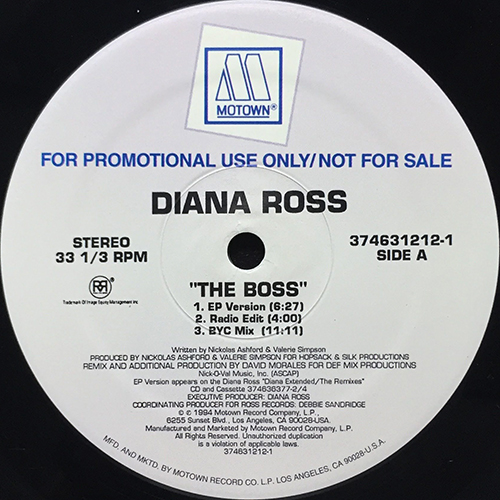 M
MOTOWN®
FOR PROMOTIONAL USE ONLY/NOT FOR SALE
DIANA ROSS
STEREO
33 1/3 RPM
374631212-1
SIDE A
RR
Trademark Of Image Equity Management Inc
"THE BOSS"
1. EP Version (6:27)
2. Radio Edit (4:00)
3. BYC Mix (11:11)
Written by Nickolas Ashford & Valerie Simpson
PRODUCED BY NICKOLAS ASHFORD & VALERIE SIMPSON FOR HOPSACK & SILK PRODUCTIONS
REMIX AND ADDITIONAL PRODUCTION BY DAVID MORALES FOR DEF MIX PRODUCTIONS
Nick-O-Val Music, Inc. (ASCAP)
EP Version appears on the Diana Ross "Diana Extended/The Remixes"
CD and Cassette 374636377-2/4
EXECUTIVE PRODUCER: DIANA ROSS
COORDINATING PRODUCER FOR ROSS RECORDS: DEBBIE SANDRIDGE
℗ © 1994 Motown Record Company, L.P.
6255 Sunset Blvd., Los Angeles, CA 90028-USA.
Manufactured and Marketed by Motown Record Company, L.P.
All Rights Reserved. Unauthorized duplication
is a violation of applicable laws.
374631212-1
MFD. AND MKTD. BY MOTOWN RECORD CO. L.P. LOS ANGELES, CA 90028-U.S.A.